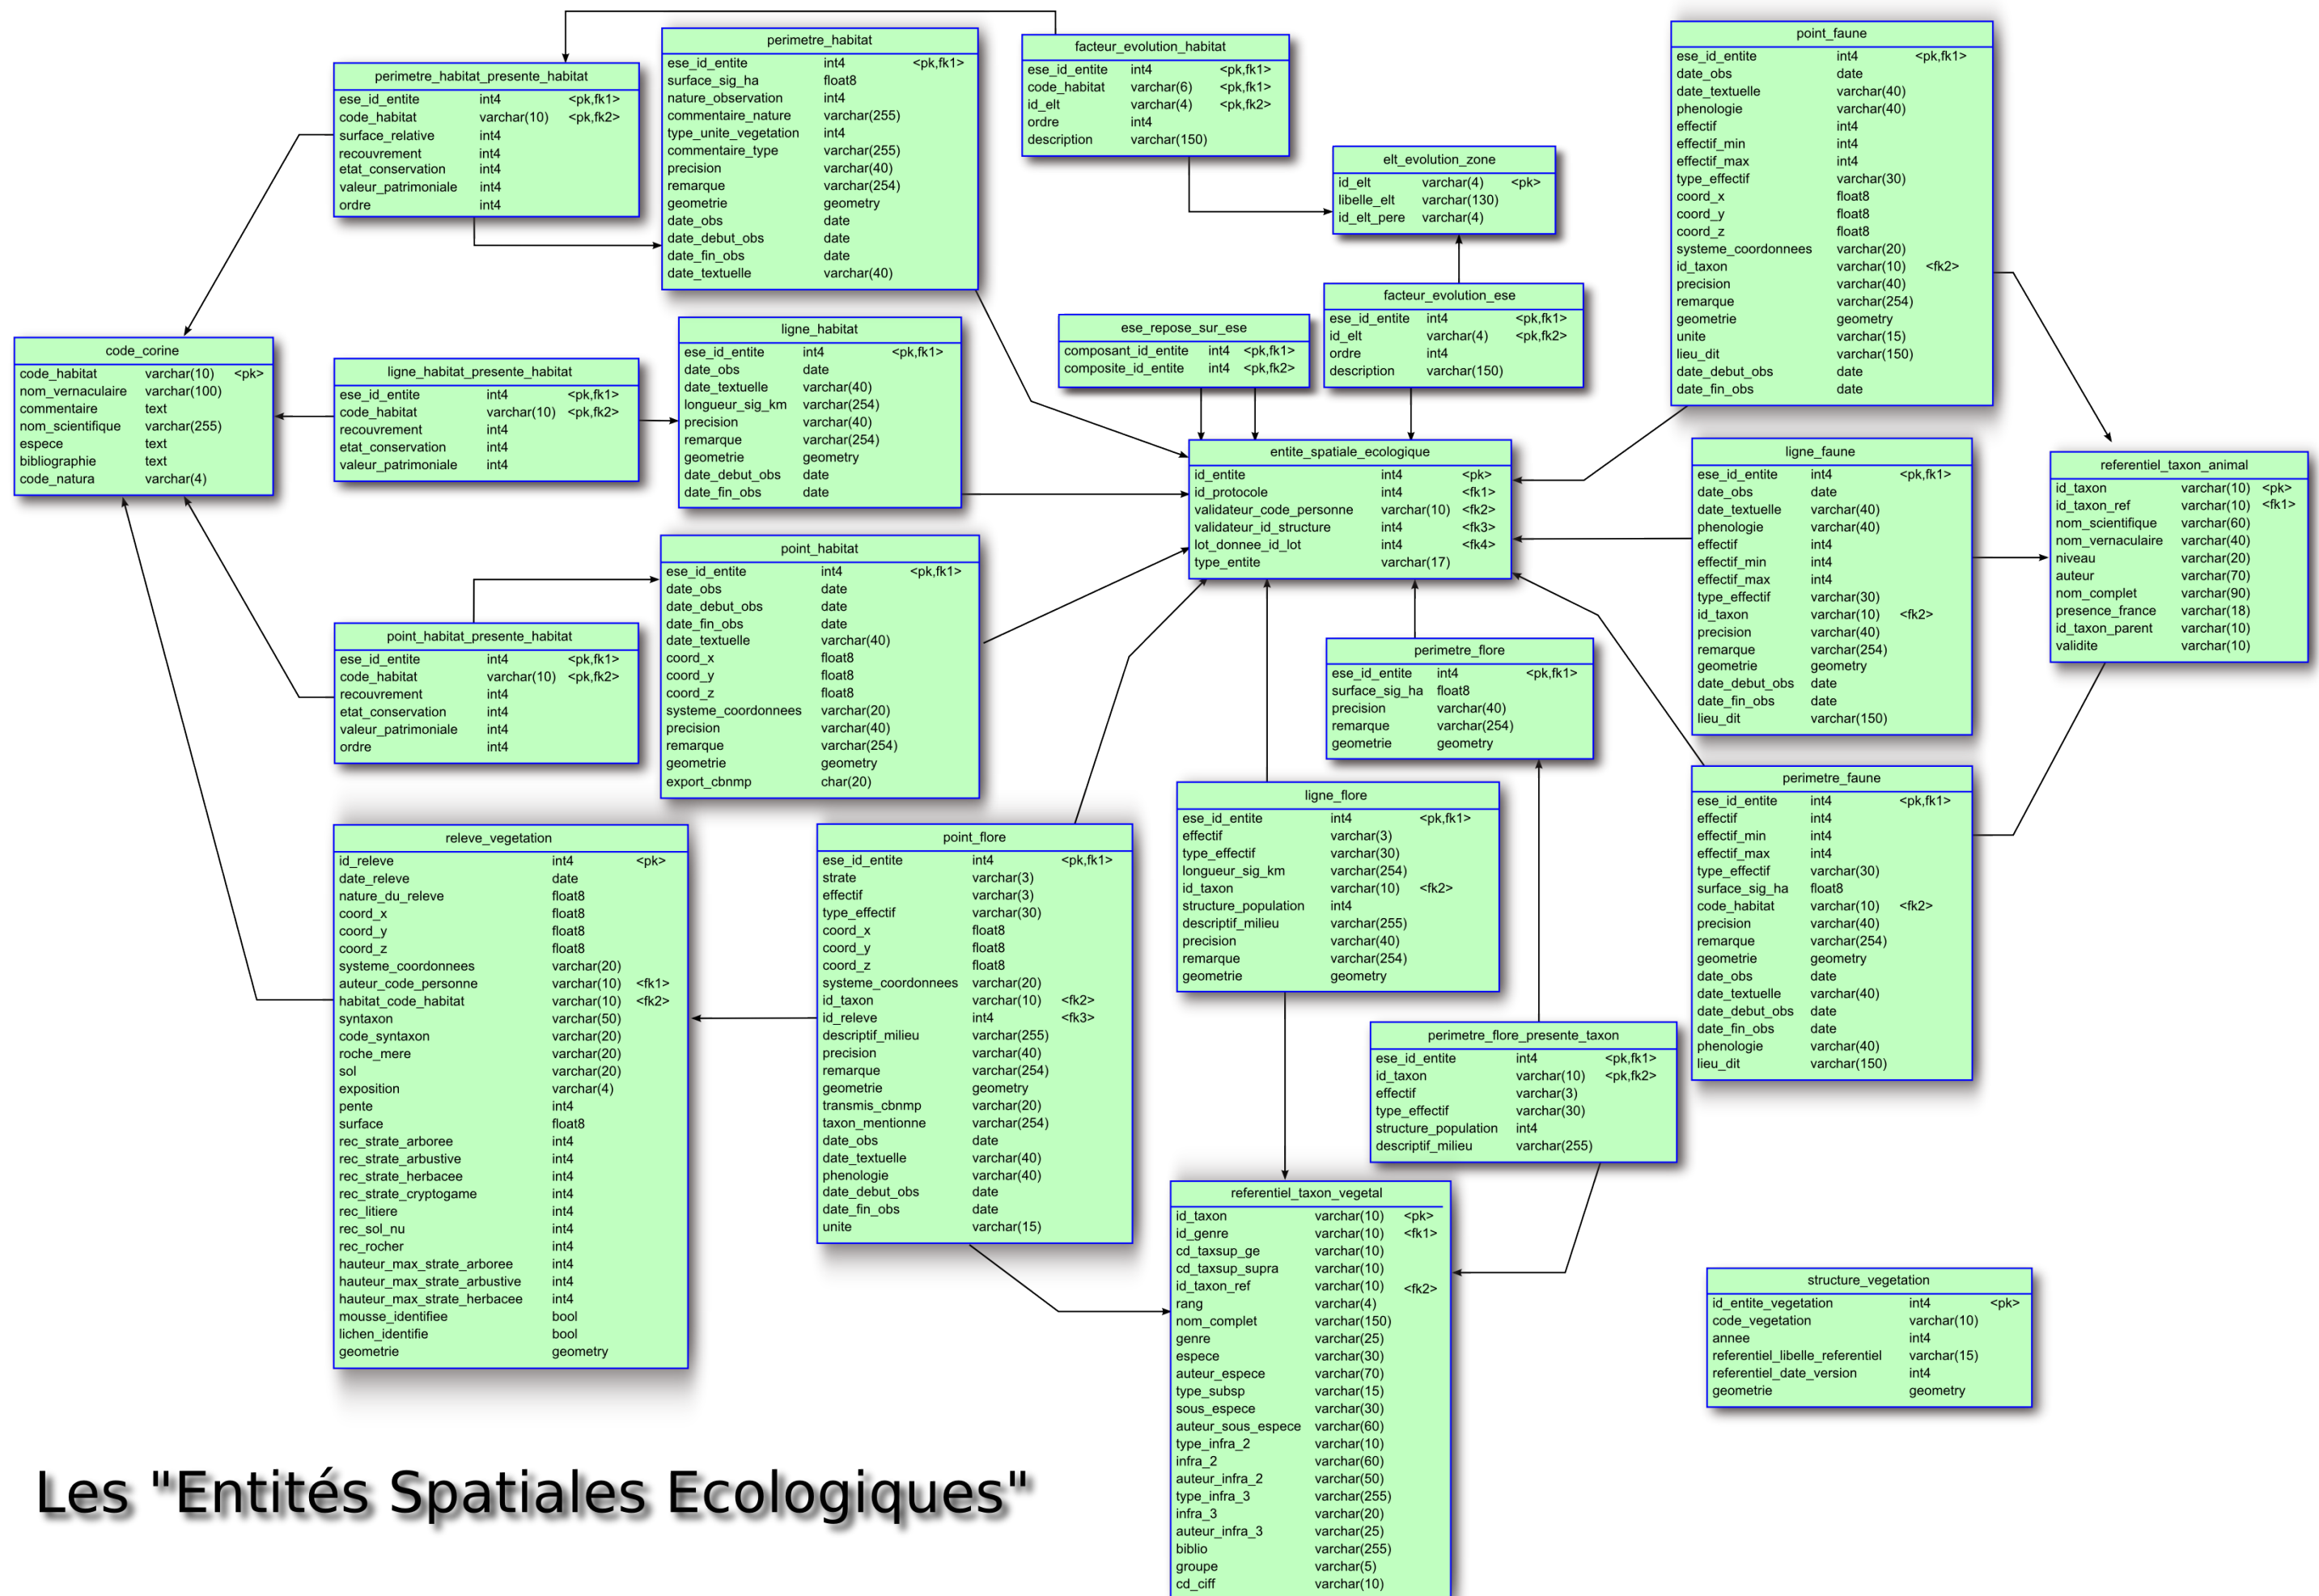 perimetre_habitat_presente_habitat
ese_id_entite int4 <pk,fk1>
code_habitat varchar(10) <pk,fk2>
surface_relative int4
recouvrement int4
etat_conservation int4
valeur_patrimoniale int4
ordre int4
perimetre_habitat
ese_id_entite int4 <pk,fk1>
surface_sig_ha float8
nature_observation int4
commentaire_nature varchar(255)
type_unite_vegetation int4
commentaire_type varchar(255)
precision varchar(40)
remarque varchar(254)
geometrie geometry
date_obs date
date_debut_obs date
date_fin_obs date
date_textuelle varchar(40)
facteur_evolution_habitat
ese_id_entite int4 <pk,fk1>
code_habitat varchar(6) <pk,fk1>
id_elt varchar(4) <pk,fk2>
ordre int4
description varchar(150)
elt_evolution_zone
id_elt varchar(4) <pk>
libelle_elt varchar(130)
id_elt_pere varchar(4)
point_faune
ese_id_entite int4 <pk,fk1>
date_obs date
date_textuelle varchar(40)
phenologie varchar(40)
effectif int4
effectif_min int4
effectif_max int4
type_effectif varchar(30)
coord_x float8
coord_y float8
coord_z float8
systeme_coordonnees varchar(20)
id_taxon varchar(10) <fk2>
precision varchar(40)
remarque varchar(254)
geometrie geometry
unite varchar(15)
lieu_dit varchar(150)
date_debut_obs date
date_fin_obs date
code_corine
code_habitat varchar(10) <pk>
nom_vernaculaire varchar(100)
commentaire text
nom_scientifique varchar(255)
espece text
bibliographie text
code_natura varchar(4)
ligne_habitat_presente_habitat
ese_id_entite int4 <pk,fk1>
code_habitat varchar(10) <pk,fk2>
recouvrement int4
etat_conservation int4
valeur_patrimoniale int4
ligne_habitat
ese_id_entite int4 <pk,fk1>
date_obs date
date_textuelle varchar(40)
longueur_sig_km varchar(254)
precision varchar(40)
remarque varchar(254)
geometrie geometry
date_debut_obs date
date_fin_obs date
ese_repose_sur_ese
composant_id_entite int4 <pk,fk1>
composite_id_entite int4 <pk,fk2>
facteur_evolution_ese
ese_id_entite int4 <pk,fk1>
id_elt varchar(4) <pk,fk2>
ordre int4
description varchar(150)
entite_spatiale_ecologique
id_entite int4 <pk>
id_protocole int4 <fk1>
validateur_code_personne varchar(10) <fk2>
validateur_id_structure int4 <fk3>
lot_donnee_id_lot int4 <fk4>
type_entite varchar(17)
ligne_faune
ese_id_entite int4 <pk,fk1>
date_obs date
date_textuelle varchar(40)
phenologie varchar(40)
effectif int4
effectif_min int4
effectif_max int4
type_effectif varchar(30)
id_taxon varchar(10) <fk2>
precision varchar(40)
remarque varchar(254)
geometrie geometry
date_debut_obs date
date_fin_obs date
lieu_dit varchar(150)
referentiel_taxon_animal
id_taxon varchar(10) <pk>
id_taxon_ref varchar(10) <fk1>
nom_scientifique varchar(60)
nom_vernaculaire varchar(40)
niveau varchar(20)
auteur varchar(70)
nom_complet varchar(90)
presence_france varchar(18)
id_taxon_parent varchar(10)
validite varchar(10)
point_habitat_presente_habitat
ese_id_entite int4 <pk,fk1>
code_habitat varchar(10) <pk,fk2>
recouvrement int4
etat_conservation int4
valeur_patrimoniale int4
ordre int4
point_habitat
ese_id_entite int4 <pk,fk1>
date_obs date
date_debut_obs date
date_fin_obs date
date_textuelle varchar(40)
coord_x float8
coord_y float8
coord_z float8
systeme_coordonnees varchar(20)
precision varchar(40)
remarque varchar(254)
geometrie geometry
export_cbnmp char(20)
perimetre_flore
ese_id_entite int4 <pk,fk1>
surface_sig_ha float8
precision varchar(40)
remarque varchar(254)
geometrie geometry
ligne_flore
ese_id_entite int4 <pk,fk1>
effectif varchar(3)
type_effectif varchar(30)
longueur_sig_km varchar(254)
id_taxon varchar(10) <fk2>
structure_population int4
descriptif_milieu varchar(255)
precision varchar(40)
remarque varchar(254)
geometrie geometry
perimetre_faune
ese_id_entite int4 <pk,fk1>
effectif int4
effectif_min int4
effectif_max int4
type_effectif varchar(30)
surface_sig_ha float8
code_habitat varchar(10) <fk2>
precision varchar(40)
remarque varchar(254)
geometrie geometry
date_obs date
date_textuelle varchar(40)
date_debut_obs date
date_fin_obs date
phenologie varchar(40)
lieu_dit varchar(150)
releve_vegetation
id_releve int4 <pk>
date_releve date
nature_du_releve float8
coord_x float8
coord_y float8
coord_z float8
systeme_coordonnees varchar(20)
auteur_code_personne varchar(10) <fk1>
habitat_code_habitat varchar(10) <fk2>
syntaxon varchar(50)
code_syntaxon varchar(20)
roche_mere varchar(20)
sol varchar(20)
exposition varchar(4)
pente int4
surface float8
rec_strate_arboree int4
rec_strate_arbustive int4
rec_strate_herbacee int4
rec_strate_cryptogame int4
rec_litiere int4
rec_sol_nu int4
rec_rocher int4
hauteur_max_strate_arboree int4
hauteur_max_strate_arbustive int4
hauteur_max_strate_herbacee int4
mousse_identifiee bool
lichen_identifie bool
geometrie geometry
point_flore
ese_id_entite int4 <pk,fk1>
strate varchar(3)
effectif varchar(3)
type_effectif varchar(30)
coord_x float8
coord_y float8
coord_z float8
systeme_coordonnees varchar(20)
id_taxon varchar(10) <fk2>
id_releve int4 <fk3>
descriptif_milieu varchar(255)
precision varchar(40)
remarque varchar(254)
geometrie geometry
transmis_cbnmp varchar(20)
taxon_mentionne varchar(254)
date_obs date
date_textuelle varchar(40)
phenologie varchar(40)
date_debut_obs date
date_fin_obs date
unite varchar(15)
perimetre_flore_presente_taxon
ese_id_entite int4 <pk,fk1>
id_taxon varchar(10) <pk,fk2>
effectif varchar(3)
type_effectif varchar(30)
structure_population int4
descriptif_milieu varchar(255)
referentiel_taxon_vegetal
id_taxon varchar(10) <pk>
id_genre varchar(10) <fk1>
cd_taxsup_ge varchar(10)
cd_taxsup_supra varchar(10)
id_taxon_ref varchar(10) <fk2>
rang varchar(4)
nom_complet varchar(150)
genre varchar(25)
espece varchar(30)
auteur_espece varchar(70)
type_subsp varchar(15)
sous_espece varchar(30)
auteur_sous_espece varchar(60)
type_infra_2 varchar(10)
infra_2 varchar(60)
auteur_infra_2 varchar(50)
type_infra_3 varchar(255)
infra_3 varchar(20)
auteur_infra_3 varchar(25)
biblio varchar(255)
groupe varchar(5)
cd_ciff varchar(10)
structure_vegetation
id_entite_vegetation int4 <pk>
code_vegetation varchar(10)
annee int4
referentiel_libelle_referentiel varchar(15)
referentiel_date_version int4
geometrie geometry
Les "Entités Spatiales Ecologiques"